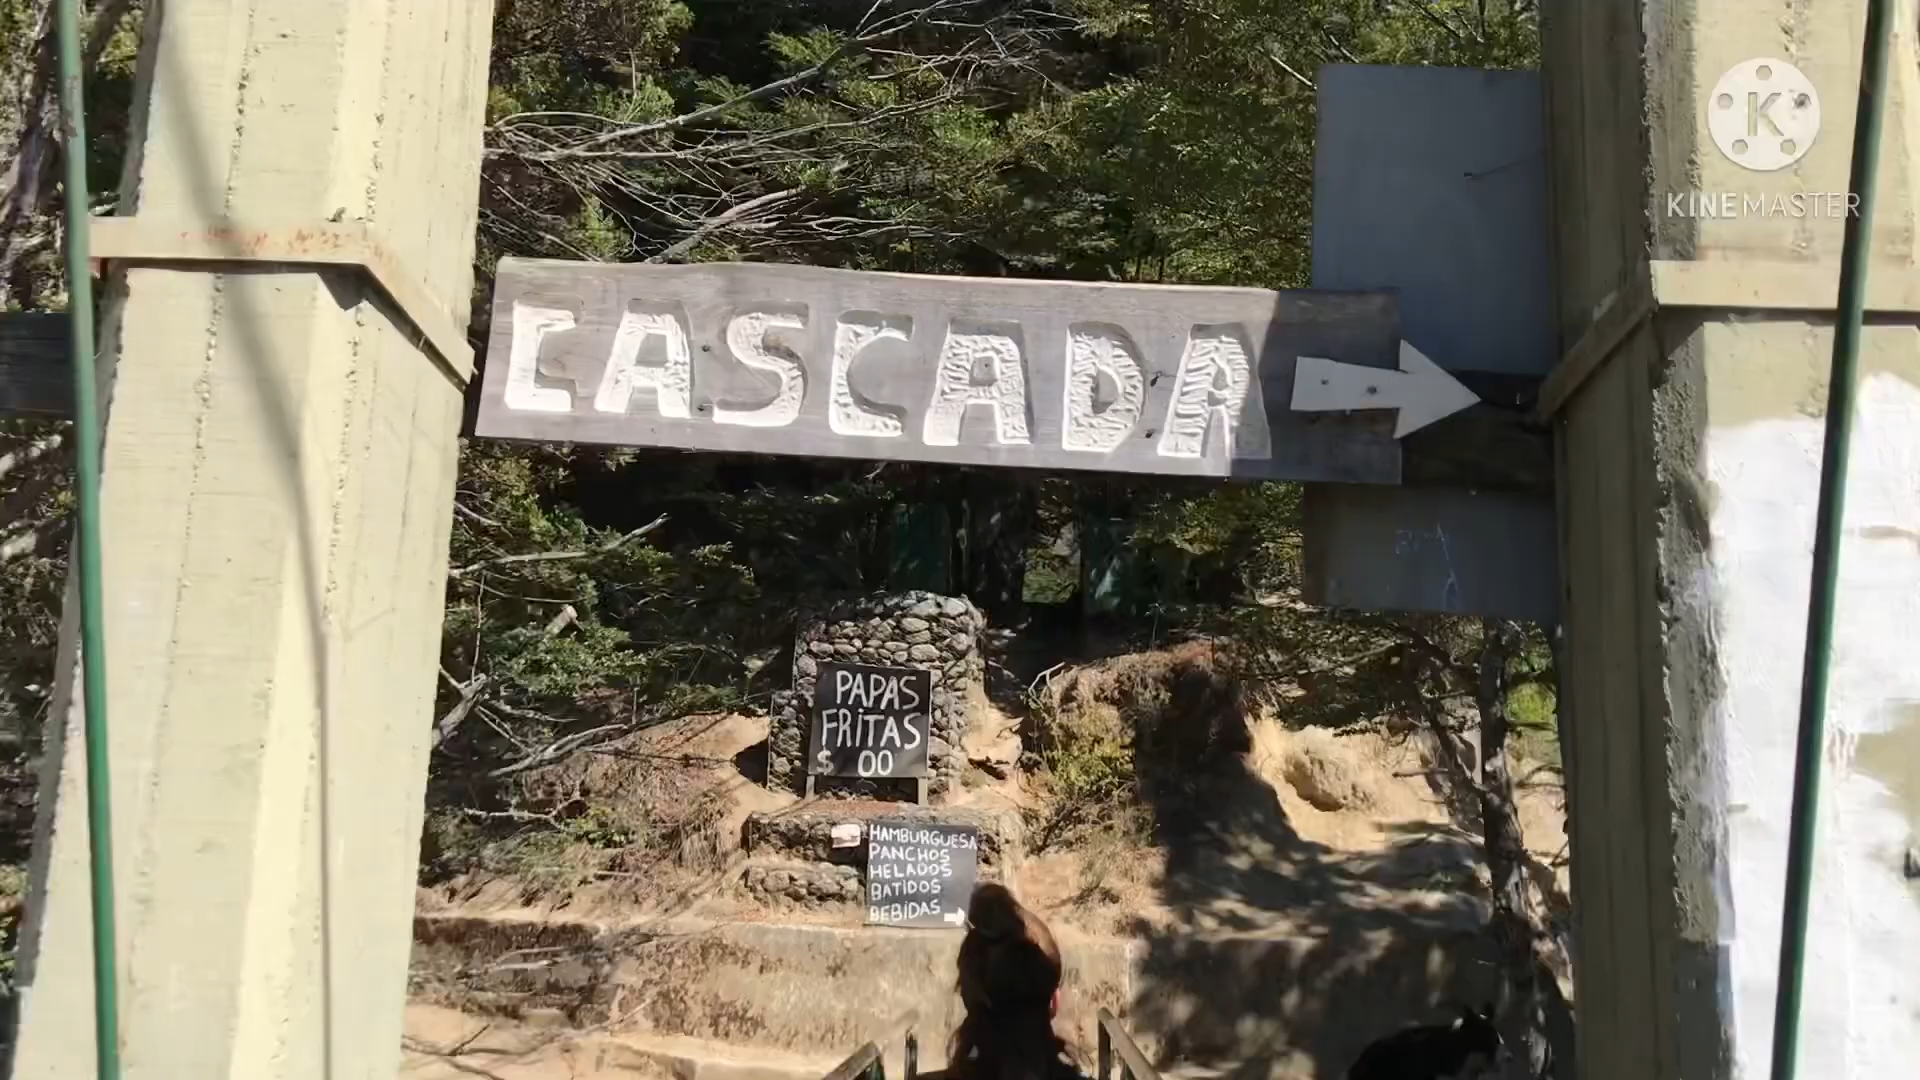 K
KINEMASTER
CASCADA
PAPAS
FRITAS
$ 00
HAMBURGUESA
PANCHOS
HELADOS
BATIDOS
BEBIDAS